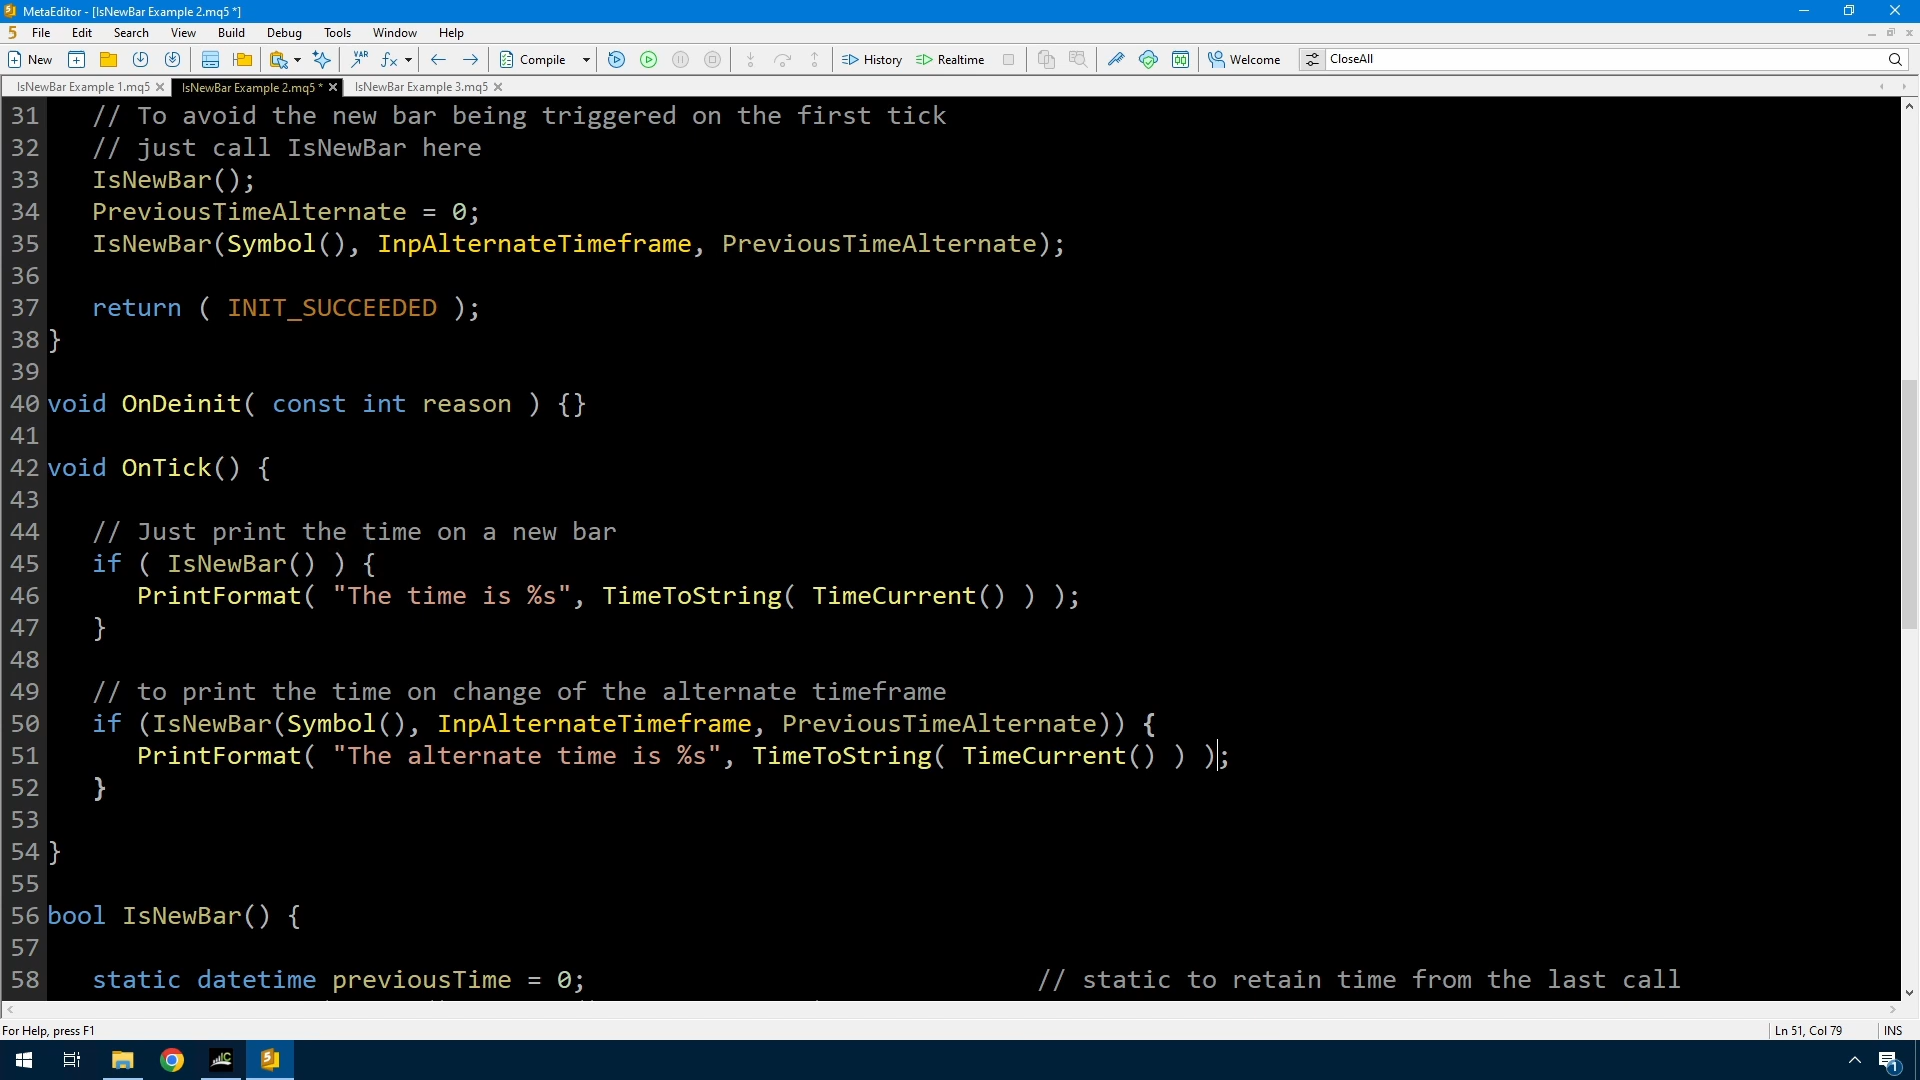 MetaEditor - [IsNewBar Example 2.mq5 *]
5 File Edit Search View Build Debug Tools Window Help
New VAR fx Compile History Realtime Welcome CloseAll
IsNewBar Example 1.mq5 IsNewBar Example 2.mq5 * IsNewBar Example 3.mq5
31 // To avoid the new bar being triggered on the first tick
32 // just call IsNewBar here
33 IsNewBar();
34 PreviousTimeAlternate = 0;
35 IsNewBar(Symbol(), InpAlternateTimeframe, PreviousTimeAlternate);
36
37 return ( INIT_SUCCEEDED );
38 }
39
40 void OnDeinit( const int reason ) {}
41
42 void OnTick() {
43
44 // Just print the time on a new bar
45 if ( IsNewBar() ) {
46 PrintFormat( "The time is %s", TimeToString( TimeCurrent() ) );
47 }
48
49 // to print the time on change of the alternate timeframe
50 if (IsNewBar(Symbol(), InpAlternateTimeframe, PreviousTimeAlternate)) {
51 PrintFormat( "The alternate time is %s", TimeToString( TimeCurrent() ) );
52 }
53
54 }
55
56 bool IsNewBar() {
57
58 static datetime previousTime = 0; // static to retain time from the last call
For Help, press F1 Ln 51, Col 79 INS
5 1